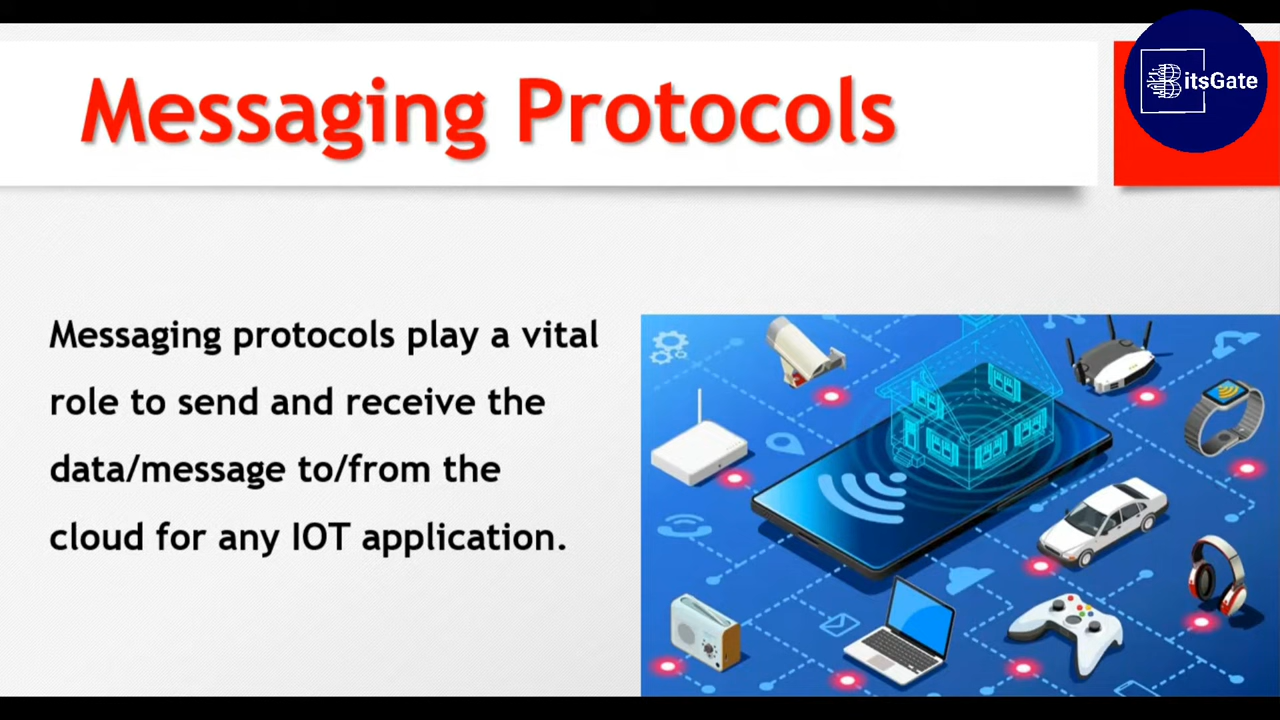 Messaging Protocols
BitsGate
Messaging protocols play a vital
role to send and receive the
data/message to/from the
cloud for any IOT application.